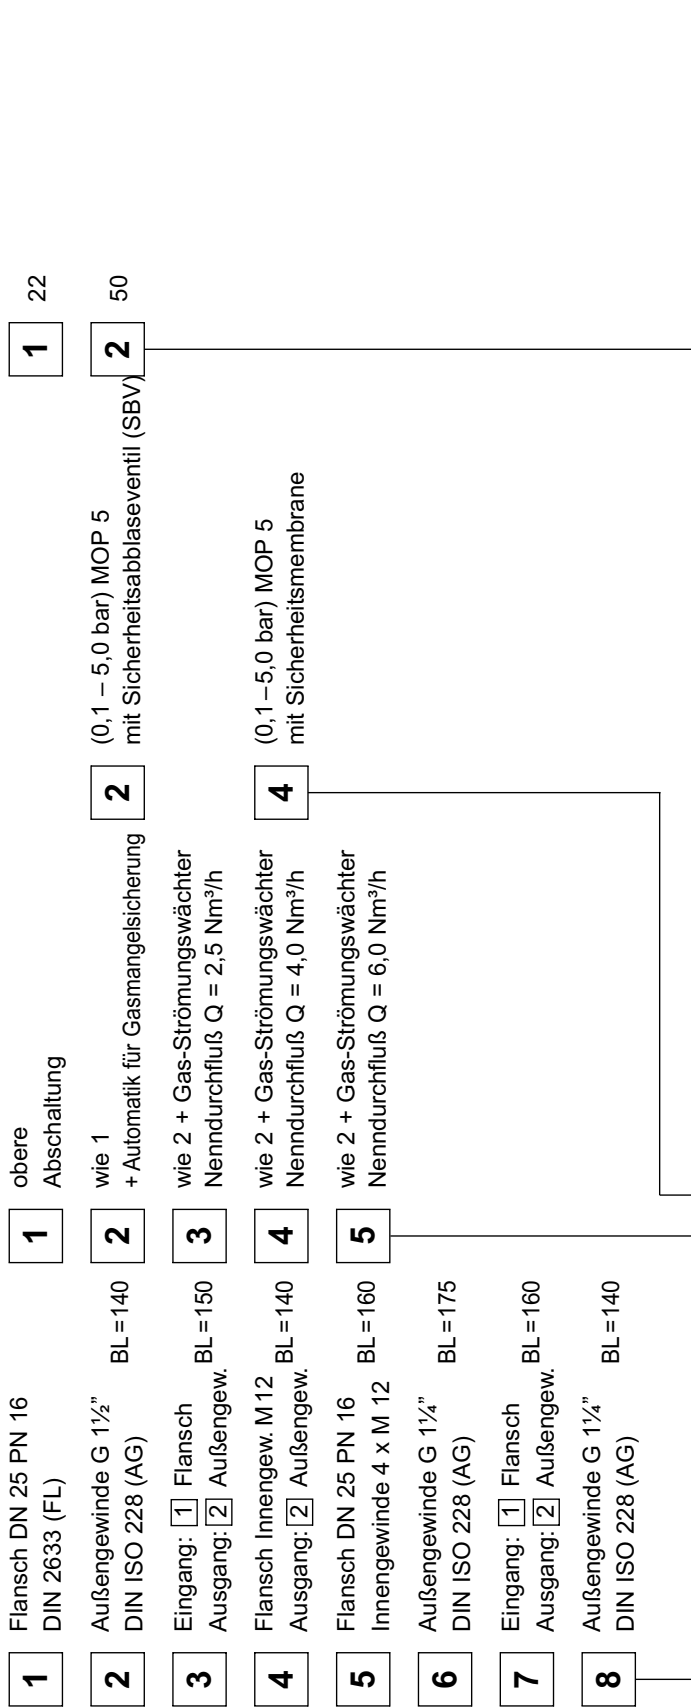 1 Flansch DN 25 PN 16
DIN 2633 (FL)
2 Außengewinde G 1½” BL=140
DIN ISO 228 (AG)
3 Eingang: 1 Flansch BL=150
Ausgang: 2 Außengew.
4 Flansch Innengew. M12 BL=140
Ausgang: 2 Außengew.
5 Flansch DN 25 PN 16 BL=160
Innengewinde 4 x M 12
6 Außengewinde G 1¼” BL=175
DIN ISO 228 (AG)
7 Eingang: 1 Flansch BL=160
Ausgang: 2 Außengew.
8 Außengewinde G 1¼” BL=140
DIN ISO 228 (AG)
1 obere
Abschaltung
2 wie 1
+ Automatik für Gasmangelsicherung
3 wie 2 + Gas-Strömungswächter
Nenndurchfluß Q = 2,5 Nm³/h
4 wie 2 + Gas-Strömungswächter
Nenndurchfluß Q = 4,0 Nm³/h
5 wie 2 + Gas-Strömungswächter
Nenndurchfluß Q = 6,0 Nm³/h
2 (0,1 – 5,0 bar) MOP 5
mit Sicherheitsabblaseventil (SBV)
4 (0,1–5,0 bar) MOP 5
mit Sicherheitsmembrane
1 22
2 50